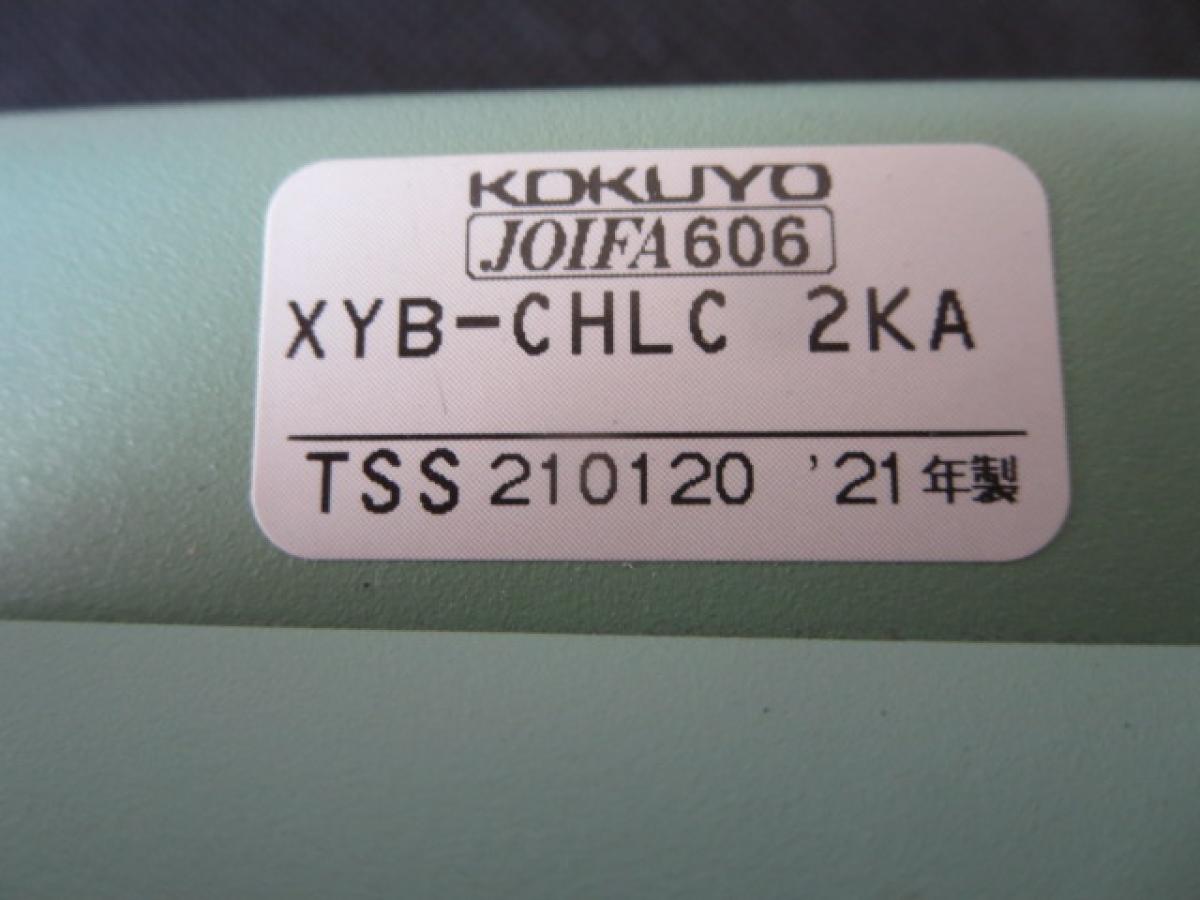 KOKUYO
JOIFA606
XYB-CHLC 2KA
TSS 210120 '21年製